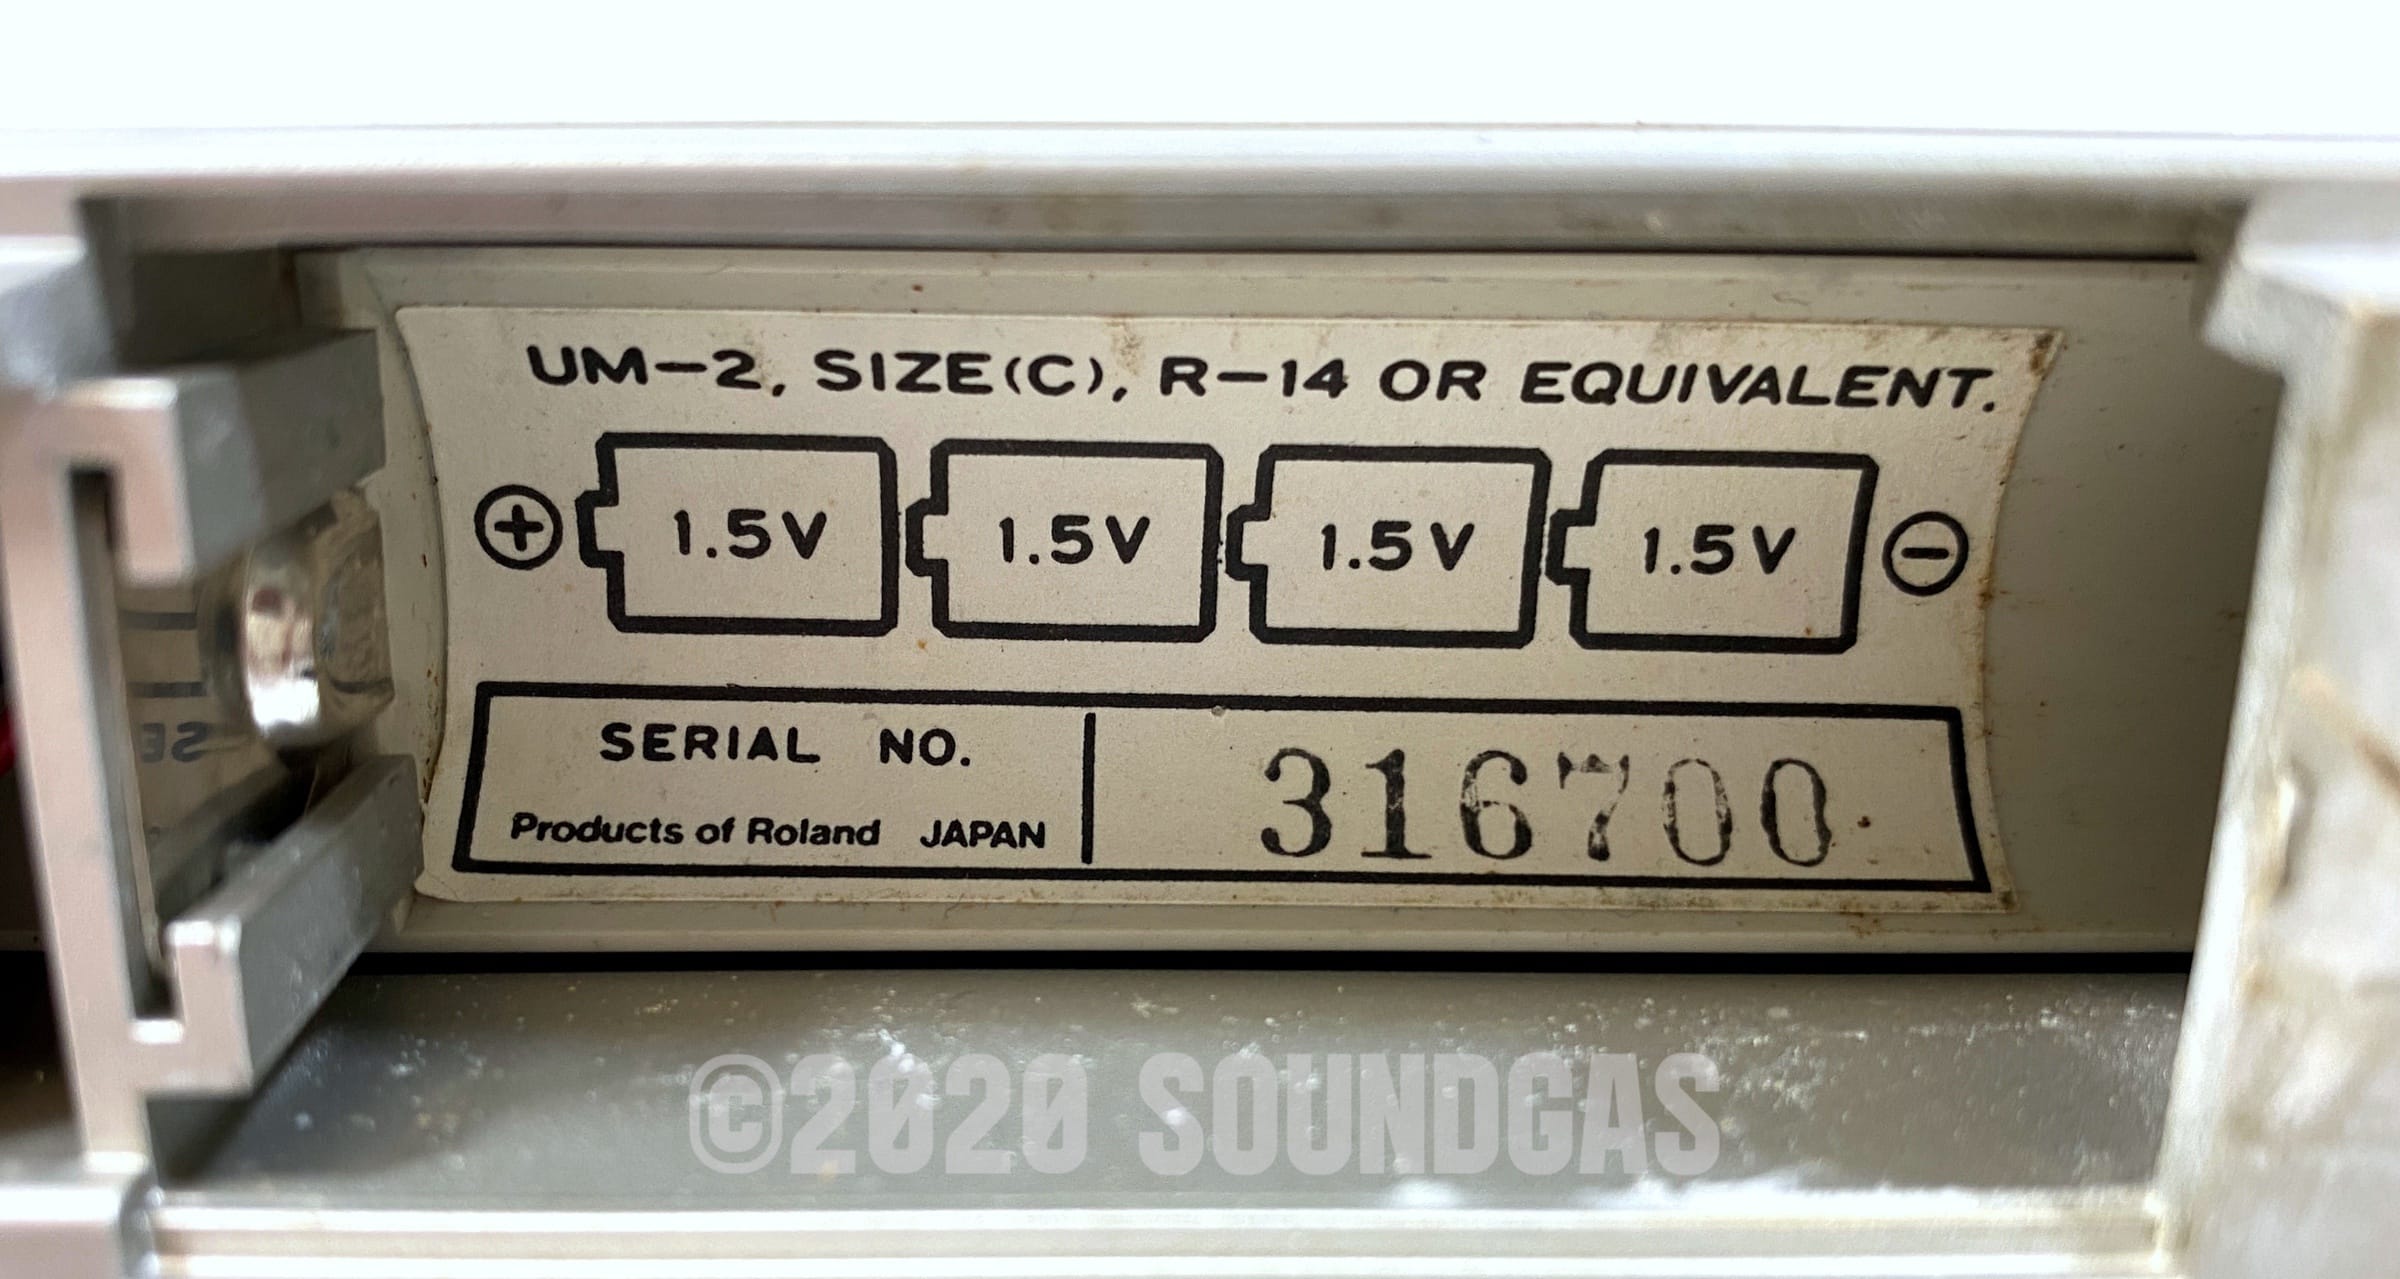 UM-2, SIZE(C), R-14 OR EQUIVALENT.
+ 1.5V 1.5V 1.5V 1.5V -
SERIAL NO.
Products of Roland JAPAN
316700
©2020 SOUNDGAS